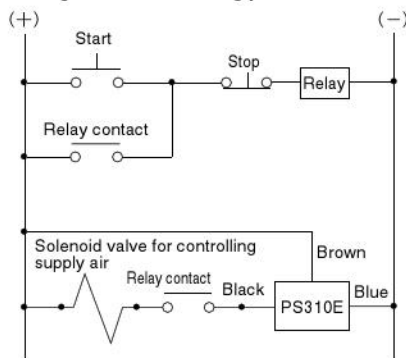 (+)
(−)
Start
Stop
Relay
Relay contact
Solenoid valve for controlling
supply air
Relay contact
Brown
Black
PS310E
Blue